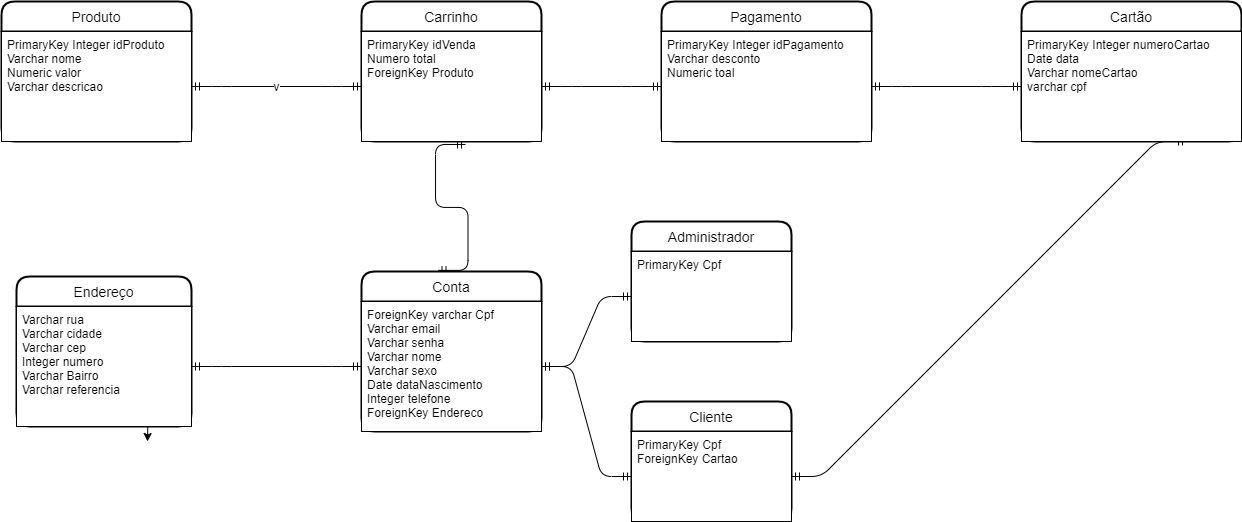 Produto
PrimaryKey Integer idProduto
Varchar nome
Numeric valor
Varchar descricao
v
Carrinho
PrimaryKey idVenda
Numero total
ForeignKey Produto
Pagamento
PrimaryKey Integer idPagamento
Varchar desconto
Numeric toal
Cartão
PrimaryKey Integer numeroCartao
Date data
Varchar nomeCartao
varchar cpf
Endereço
Varchar rua
Varchar cidade
Varchar cep
Integer numero
Varchar Bairro
Varchar referencia
Conta
ForeignKey varchar Cpf
Varchar email
Varchar senha
Varchar nome
Varchar sexo
Date dataNascimento
Integer telefone
ForeignKey Endereco
Administrador
PrimaryKey Cpf
Cliente
PrimaryKey Cpf
ForeignKey Cartao